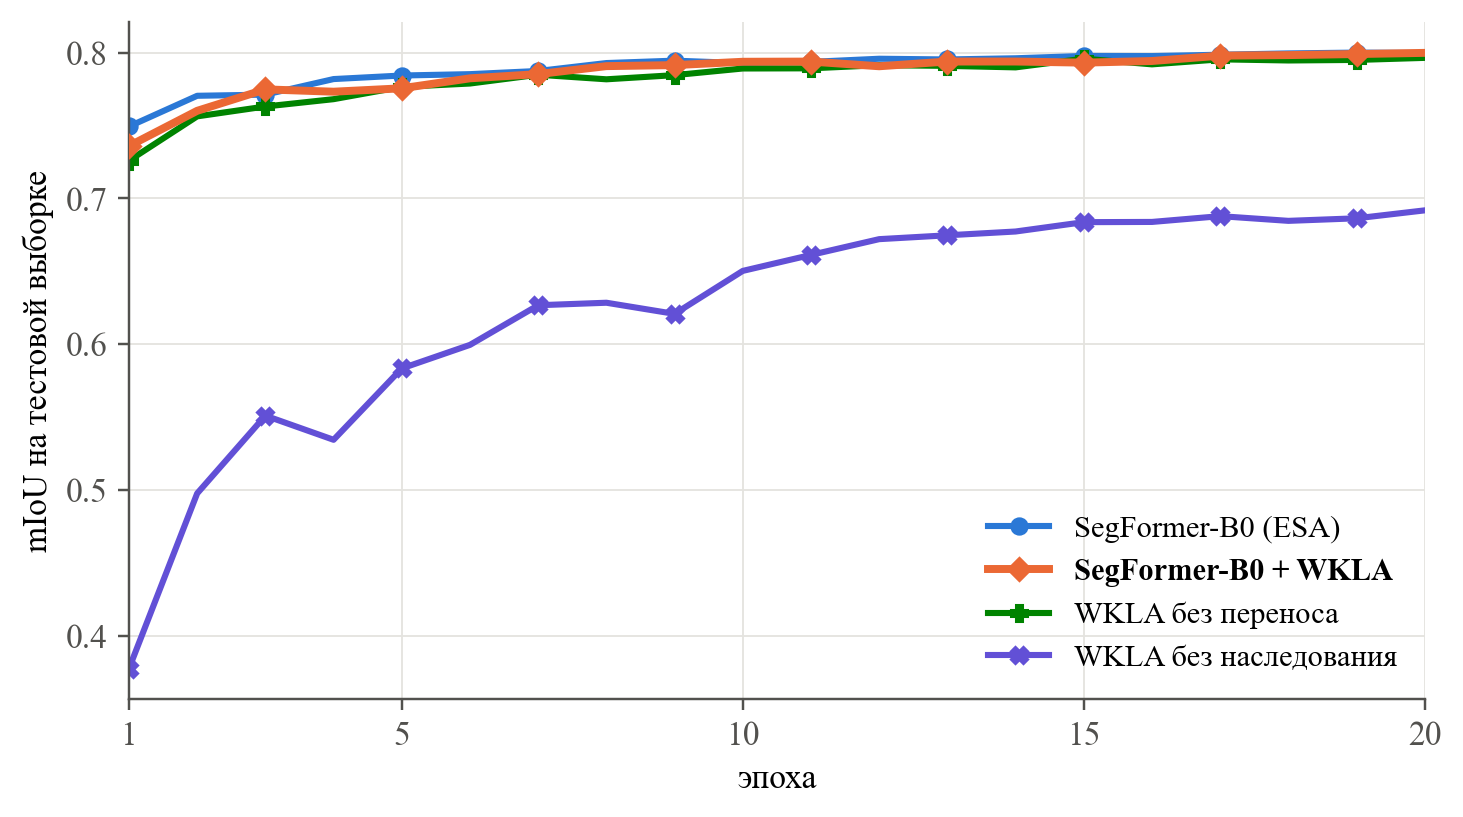 0.8
0.7
0.6
0.5
0.4
mIoU на тестовой выборке
SegFormer-B0 (ESA)
SegFormer-B0 + WKLA
WKLA без переноса
WKLA без наследования
1 5 10 15 20
эпоха